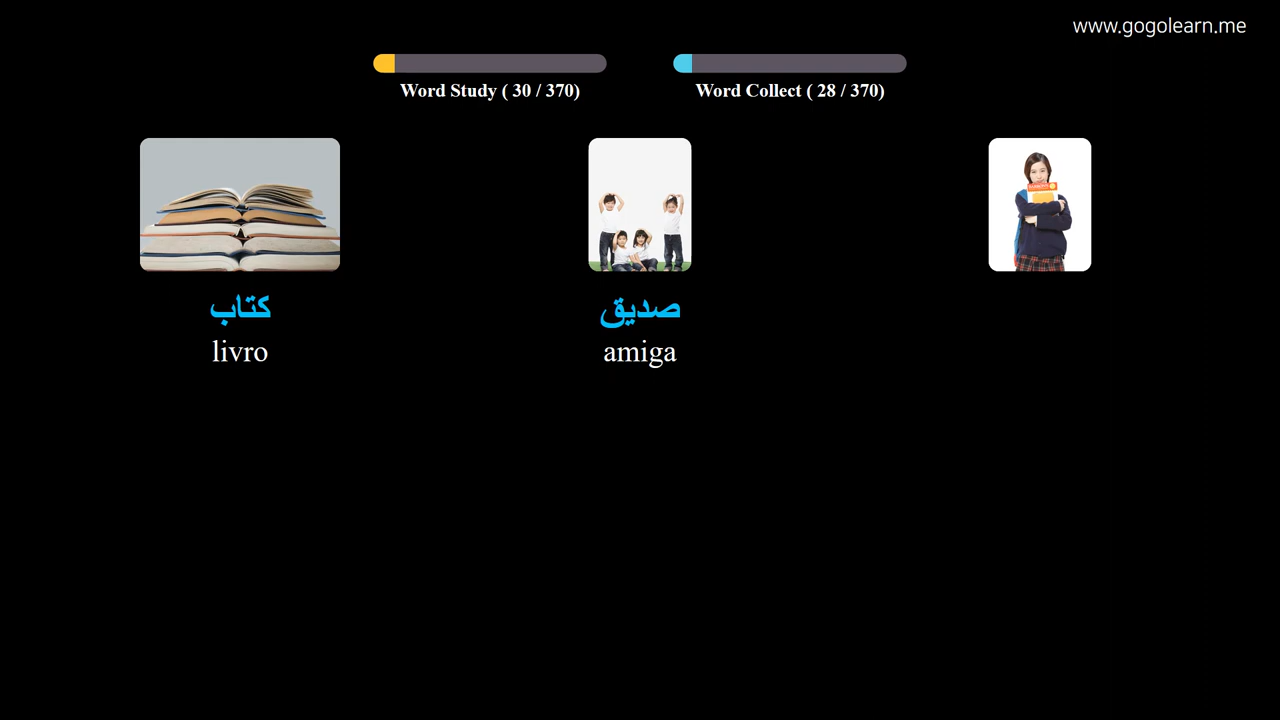 www.gogolearn.me
Word Study ( 30 / 370)
Word Collect ( 28 / 370)
كتاب
livro
صديق
amiga